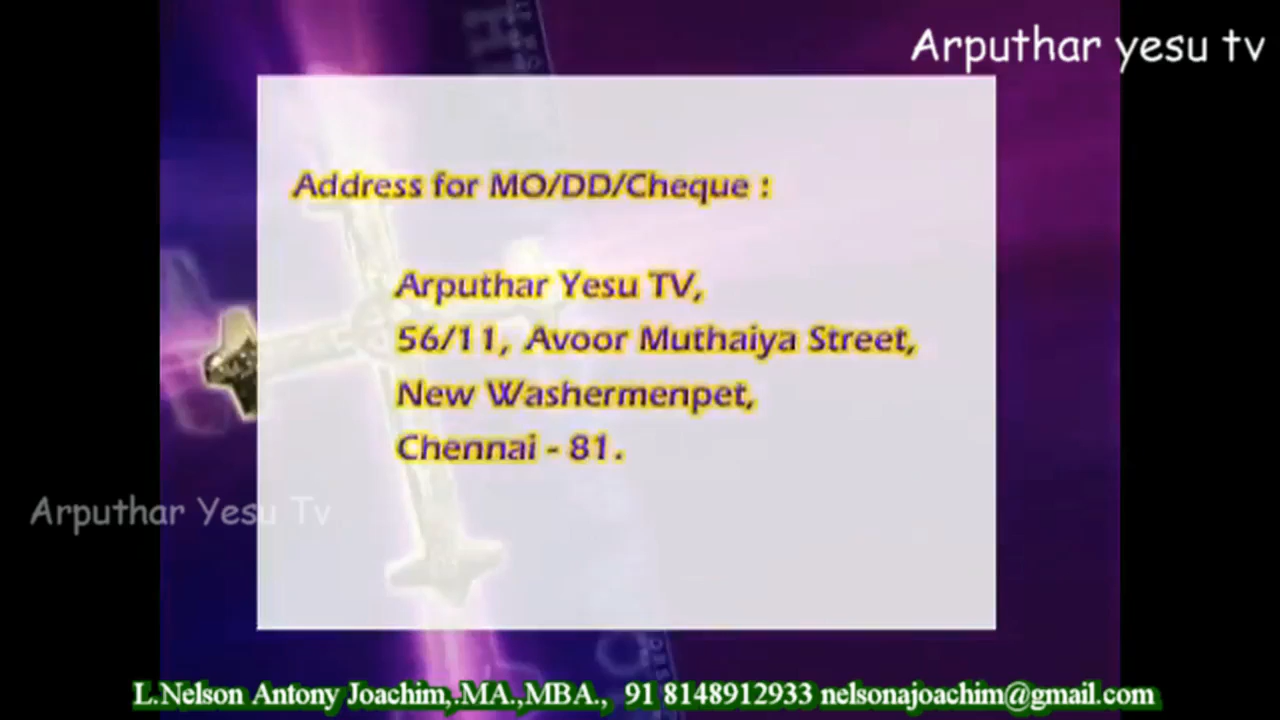 Arputhar yesu tv
Address for MO/DD/Cheque :
Arputhar Yesu TV,
56/11, Avoor Muthaiya Street,
New Washermenpet,
Chennai - 81.
Arputhar Yesu Tv
L.Nelson Antony Joachim,.MA.,MBA., 91 8148912933 nelsonajoachim@gmail.com